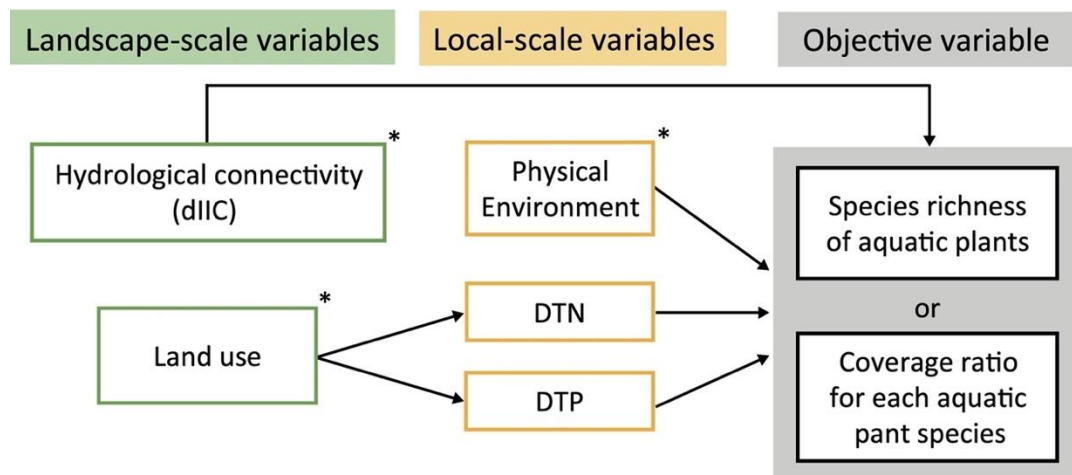 Landscape-scale variables
Local-scale variables
Objective variable
Hydrological connectivity
(dIIC)
*
Physical
Environment
*
Species richness
of aquatic plants
or
Coverage ratio
for each aquatic
pant species
Land use
*
DTN
DTP